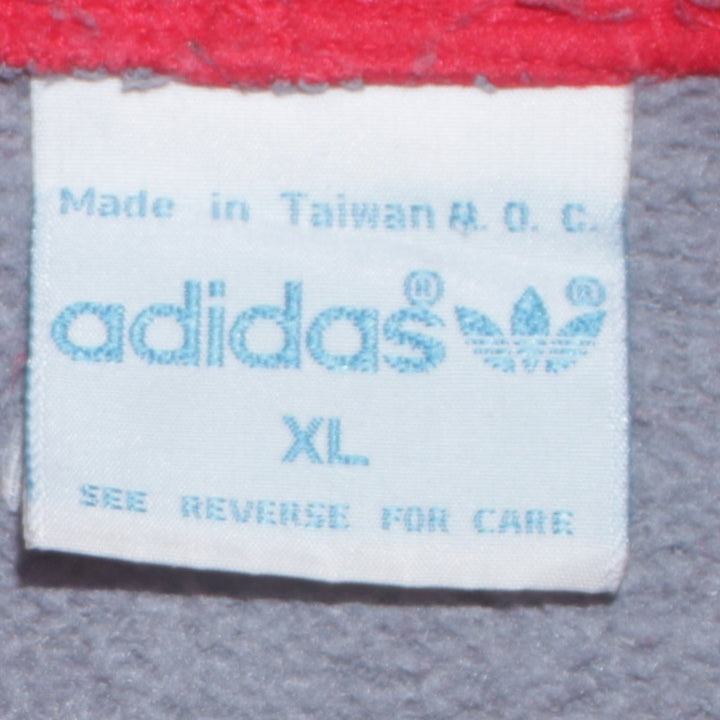 Made in Taiwan R. O. C.
adidas® ®
XL
SEE REVERSE FOR CARE